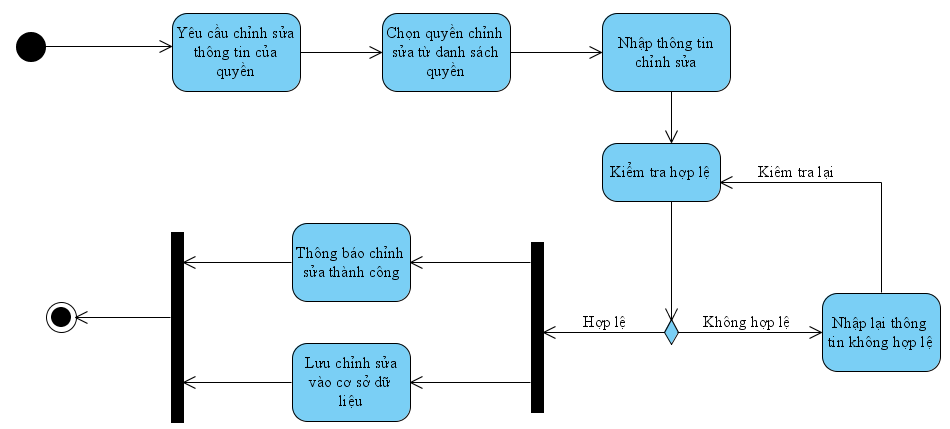 Yêu cầu chỉnh sửa
thông tin của
quyền
Chọn quyền chỉnh
sửa từ danh sách
quyền
Nhập thông tin
chỉnh sửa
Kiểm tra hợp lệ
Kiêm tra lại
Thông báo chỉnh
sửa thành công
Hợp lệ
Không hợp lệ
Nhập lại thông
tin không hợp lệ
Lưu chỉnh sửa
vào cơ sở dữ
liệu